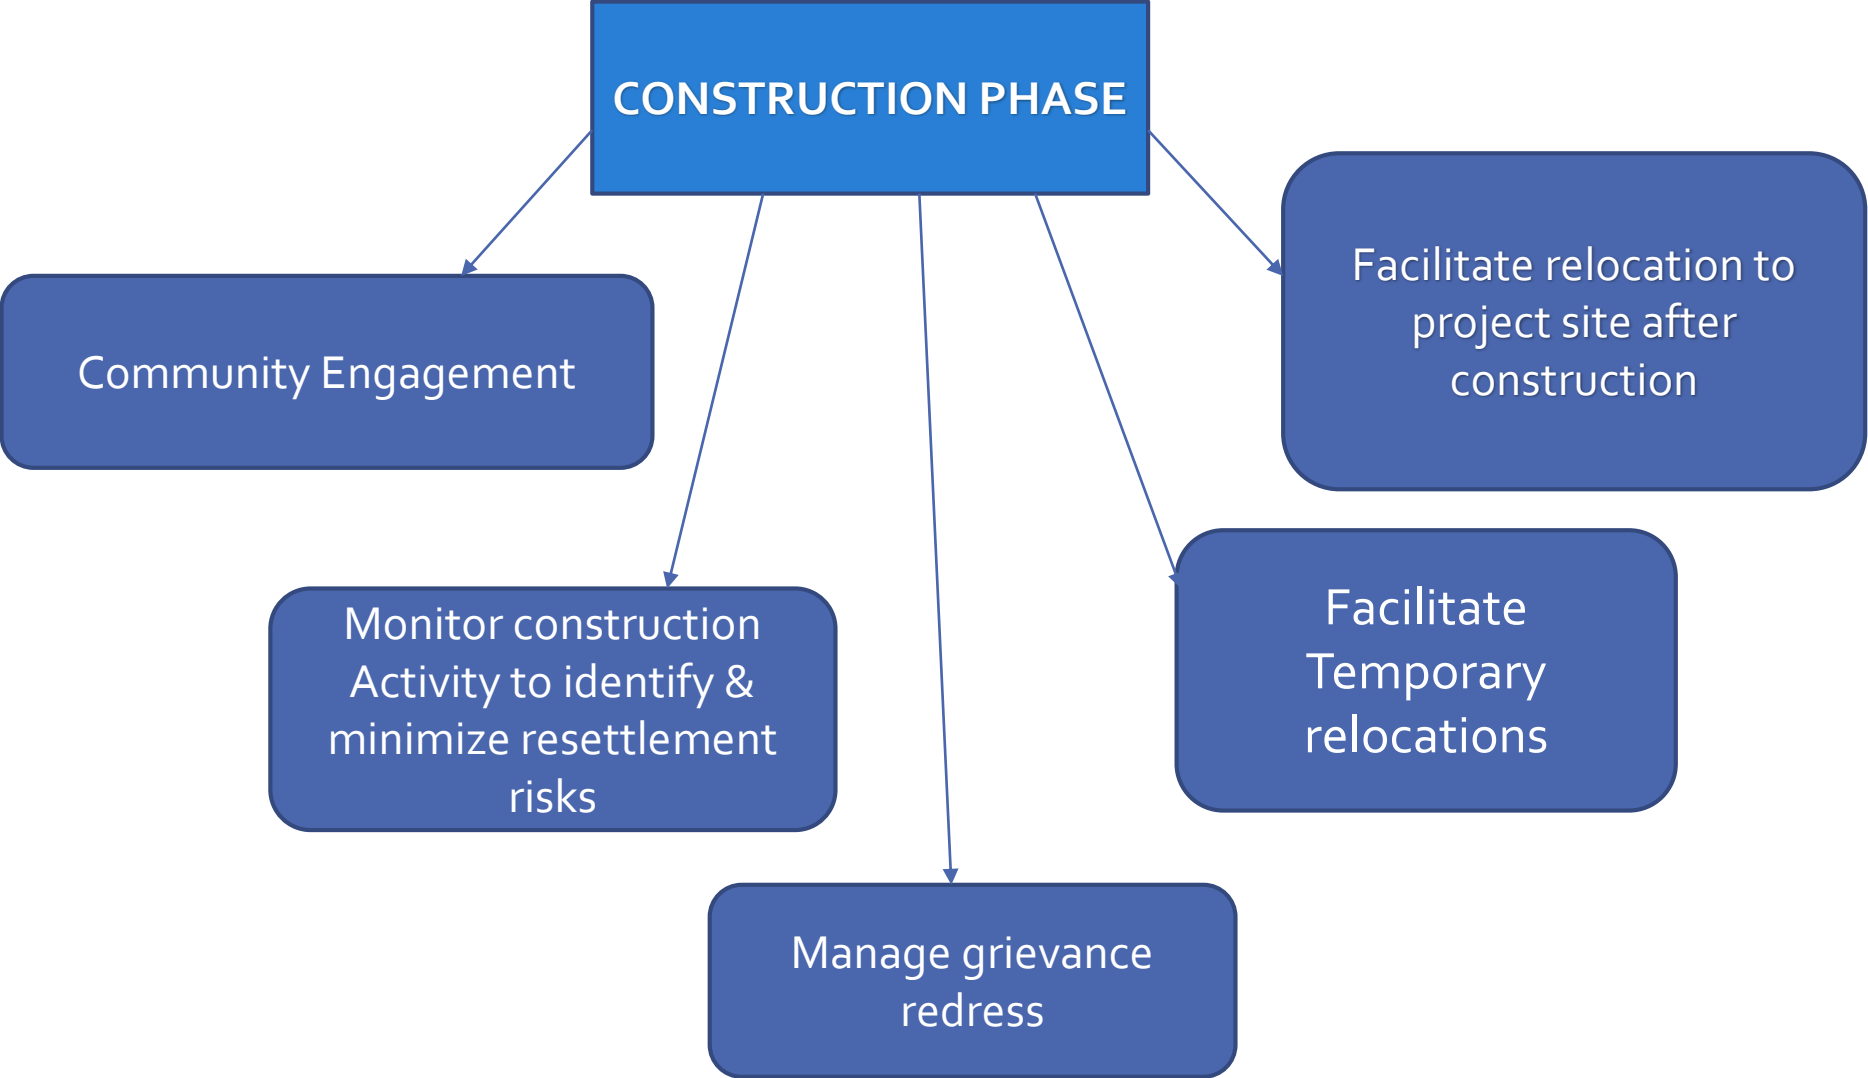 CONSTRUCTION PHASE
Community Engagement
Monitor construction
Activity to identify &
minimize resettlement
risks
Manage grievance
redress
Facilitate
Temporary
relocations
Facilitate relocation to
project site after
construction